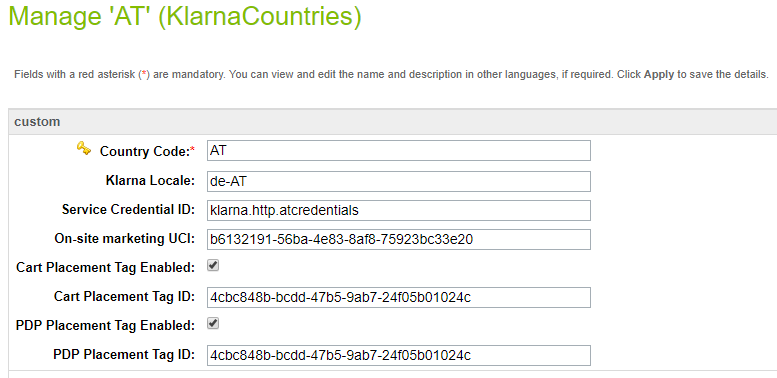 Manage 'AT' (KlarnaCountries)
Fields with a red asterisk (*) are mandatory. You can view and edit the name and description in other languages, if required. Click Apply to save the details.
custom
Country Code:* AT
Klarna Locale: de-AT
Service Credential ID: klarna.http.atcredentials
On-site marketing UCI: b6132191-56ba-4e83-8af8-75923bc33e20
Cart Placement Tag Enabled:
Cart Placement Tag ID: 4cbc848b-bcdd-47b5-9ab7-24f05b01024c
PDP Placement Tag Enabled:
PDP Placement Tag ID: 4cbc848b-bcdd-47b5-9ab7-24f05b01024c